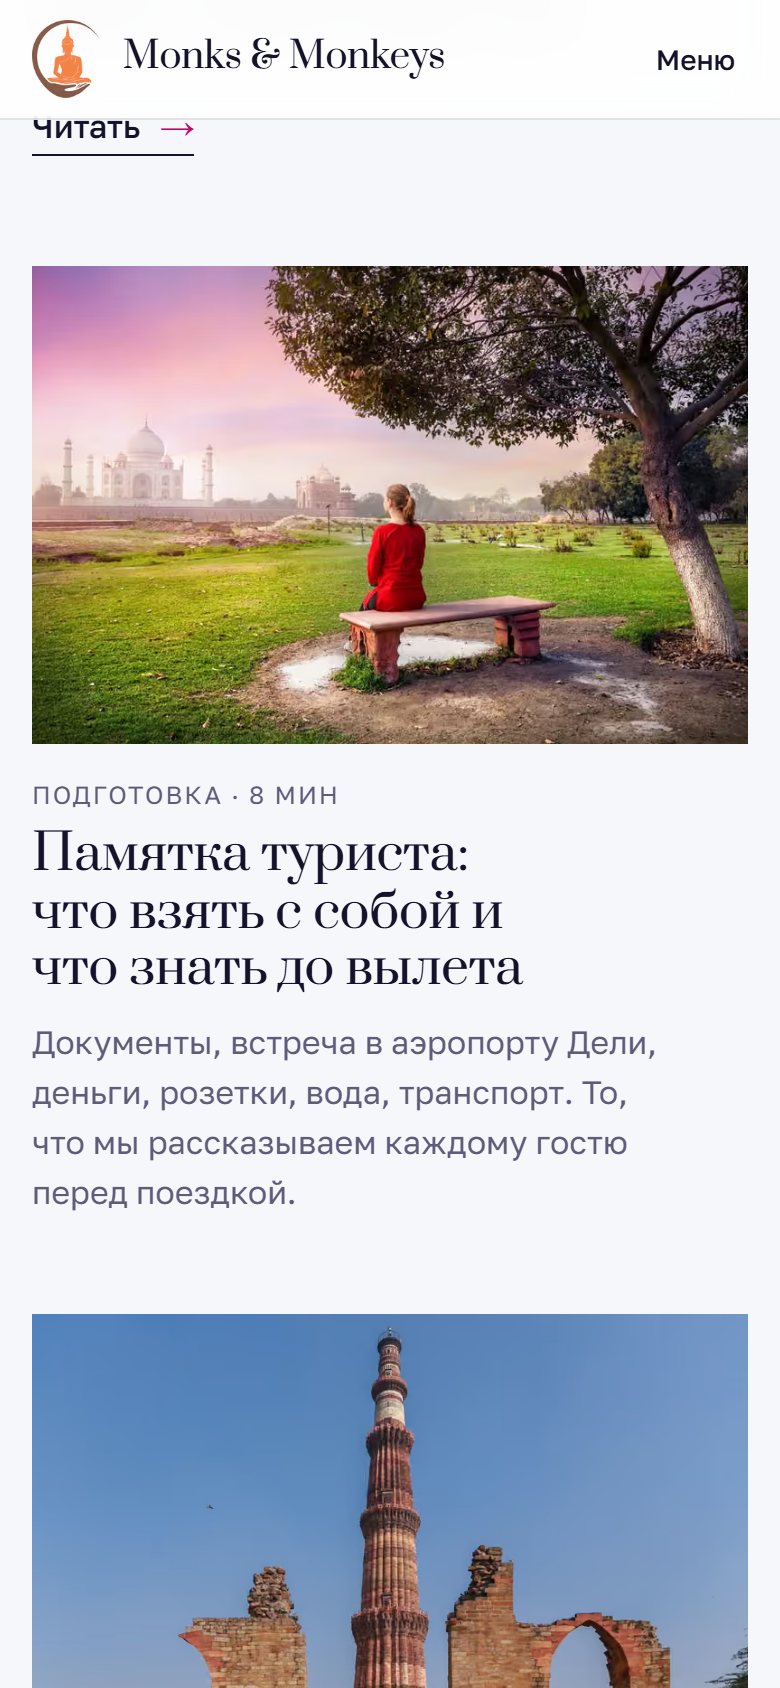 Monks & Monkeys
Меню
Читать →
ПОДГОТОВКА · 8 МИН
Памятка туриста:
что взять с собой и
что знать до вылета
Документы, встреча в аэропорту Дели,
деньги, розетки, вода, транспорт. То,
что мы рассказываем каждому гостю
перед поездкой.